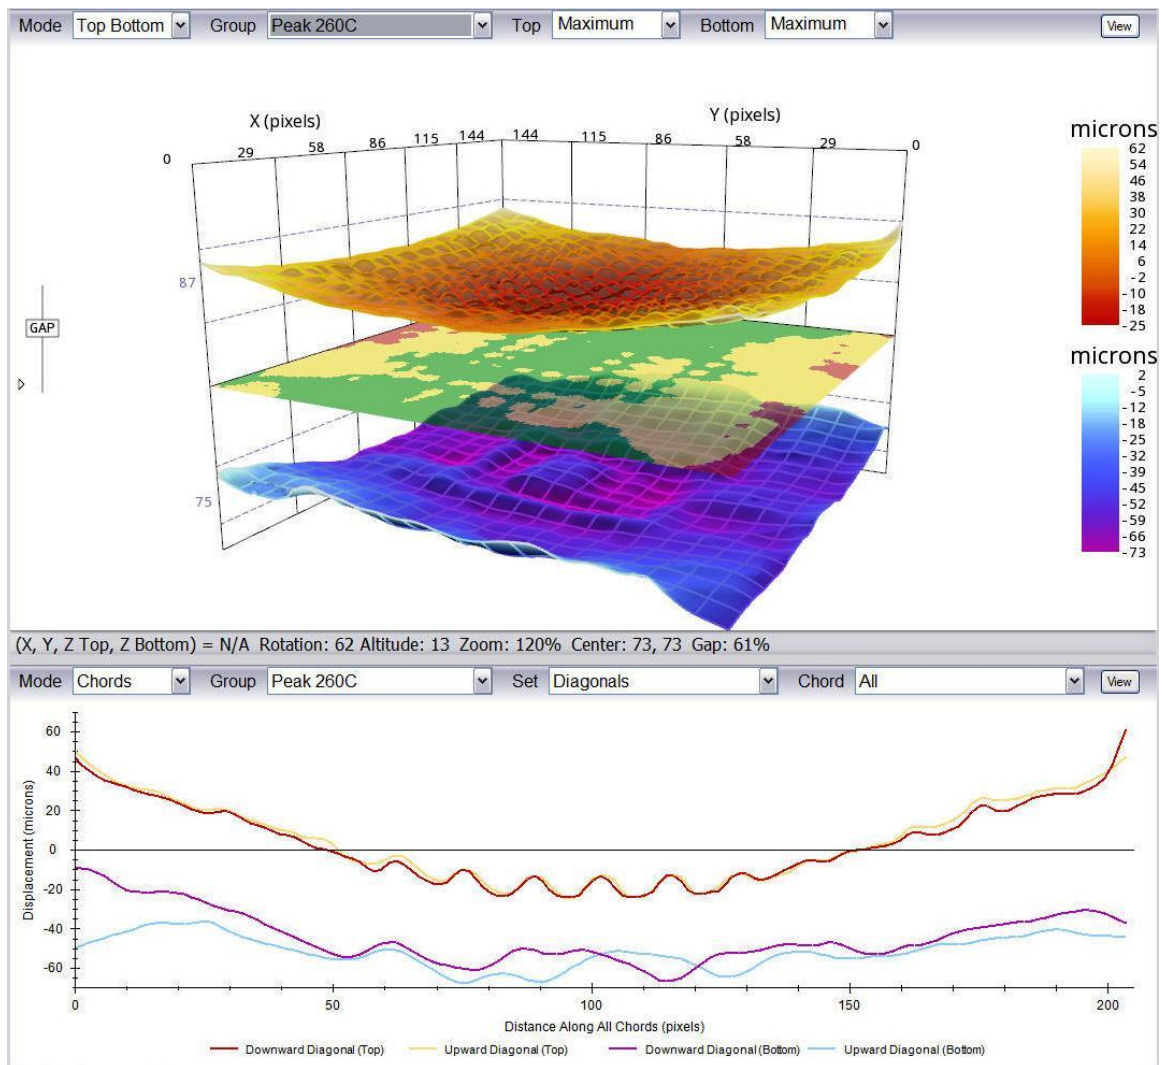 Mode Top Bottom Group Peak 260C Top Maximum Bottom Maximum View
X (pixels) Y (pixels)
0 29 58 86 115 144 144 115 86 58 29 0
microns
62
54
46
38
30
22
14
6
-2
-10
-18
-25
87
GAP
microns
2
-5
-12
-18
-25
-32
-39
-45
-52
-59
-66
-73
75
(X, Y, Z Top, Z Bottom) = N/A Rotation: 62 Altitude: 13 Zoom: 120% Center: 73, 73 Gap: 61%
Mode Chords Group Peak 260C Set Diagonals Chord All View
60
40
20
0
-20
-40
-60
Displacement (microns)
0 50 100 150 200
Distance Along All Chords (pixels)
Downward Diagonal (Top) Upward Diagonal (Top) Downward Diagonal (Bottom) Upward Diagonal (Bottom)